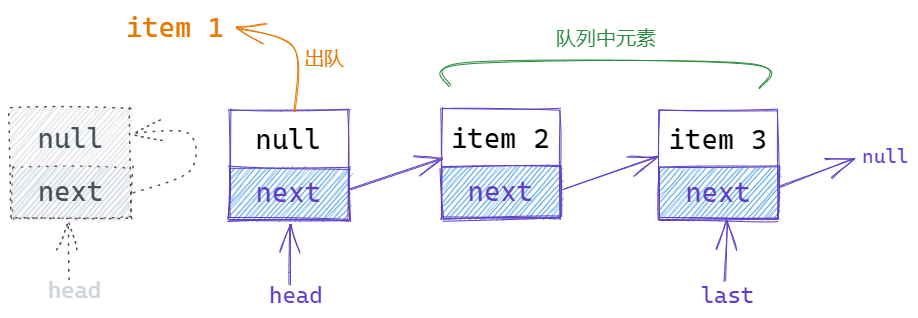 item 1
出队
队列中元素
null
next
null
next
item 2
next
item 3
next
null
head
head
last